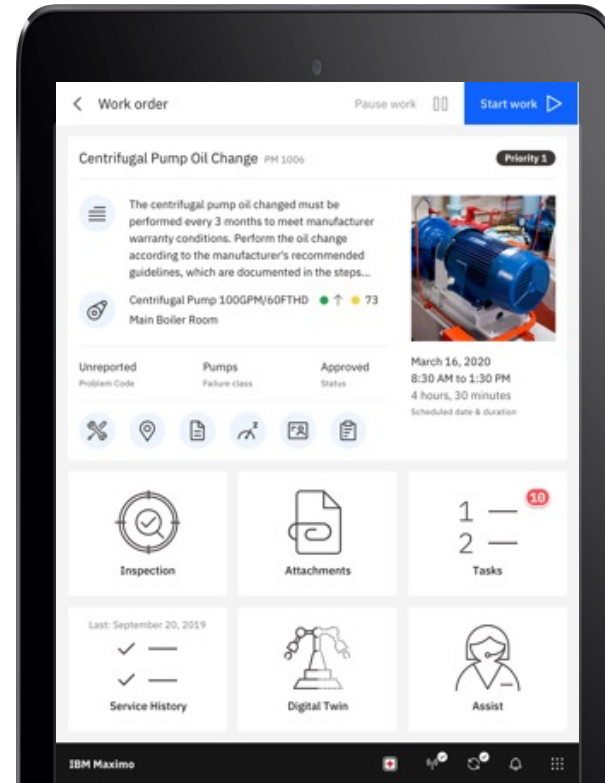 Work order
Pause work
Start work
Centrifugal Pump Oil Change PM 1006
Priority 1
The centrifugal pump oil changed must be
performed every 3 months to meet manufacturer
warranty conditions. Perform the oil change
according to the manufacturer's recommended
guidelines, which are documented in the steps...
Centrifugal Pump 100GPM/60FTHD 73
Main Boiler Room
Unreported
Problem Code
Pumps
Failure class
Approved
Status
March 16, 2020
8:30 AM to 1:30 PM
4 hours, 30 minutes
Scheduled date & duration
Inspection
Attachments
1
2
10
Tasks
Last: September 20, 2019
Service History
Digital Twin
Assist
IBM Maximo